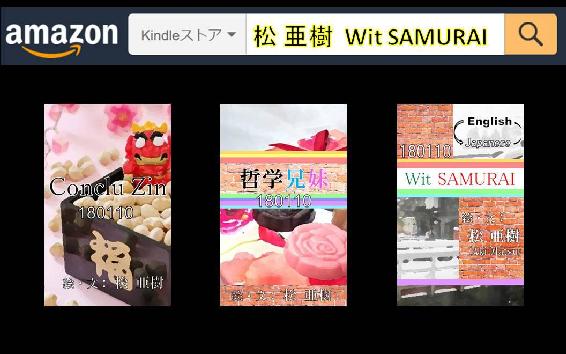 amazon
Kindleストア
松 亜樹 Wit SAMURAI
Conclu Zin
180110
福
絵・文: 松 亜樹
哲学兄妹
180110
絵・文: 松 亜樹
English
Japanese
180110
Wit SAMURAI
絵・文:
松 亜樹